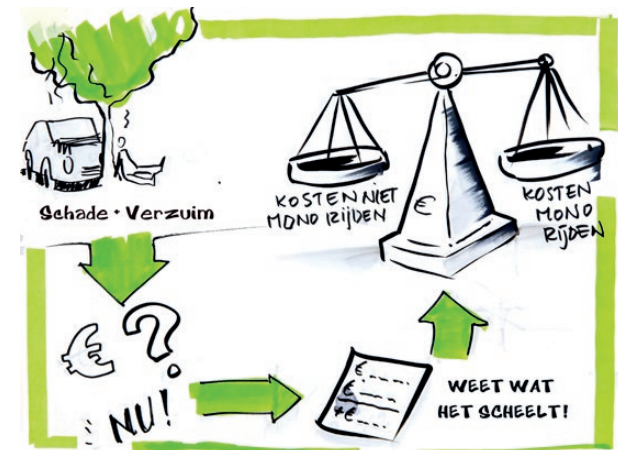 Schade + Verzuim
KOSTEN NIET
MONO RIJDEN
KOSTEN
MONO
RIJDEN
€
€ ?
NU!
€
€
+€
WEET WAT
HET SCHEELT!